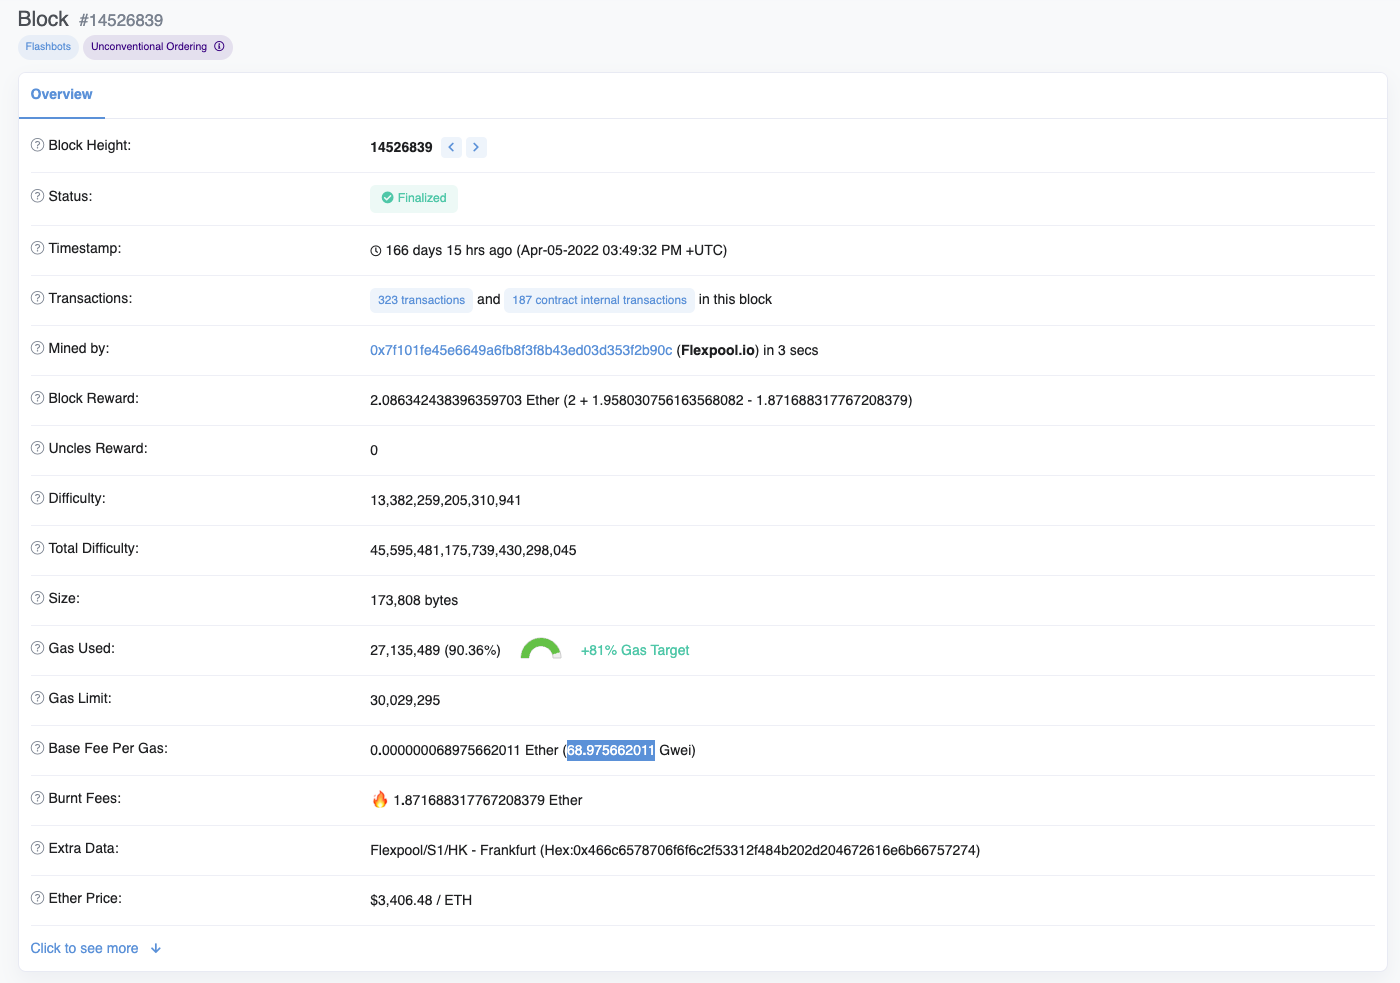 Block #14526839
Flashbots Unconventional Ordering
Overview
Block Height: 14526839
Status: Finalized
Timestamp: 166 days 15 hrs ago (Apr-05-2022 03:49:32 PM +UTC)
Transactions: 323 transactions and 187 contract internal transactions in this block
Mined by: 0x7f101fe45e6649a6fb8f3f8b43ed03d353f2b90c (Flexpool.io) in 3 secs
Block Reward: 2.086342438396359703 Ether (2 + 1.958030756163568082 - 1.871688317767208379)
Uncles Reward: 0
Difficulty: 13,382,259,205,310,941
Total Difficulty: 45,595,481,175,739,430,298,045
Size: 173,808 bytes
Gas Used: 27,135,489 (90.36%) +81% Gas Target
Gas Limit: 30,029,295
Base Fee Per Gas: 0.000000068975662011 Ether (68.975662011 Gwei)
Burnt Fees: 🔥 1.871688317767208379 Ether
Extra Data: Flexpool/S1/HK - Frankfurt (Hex:0x466c6578706f6f6c2f53312f484b202d204672616e6b66757274)
Ether Price: $3,406.48 / ETH
Click to see more ↓